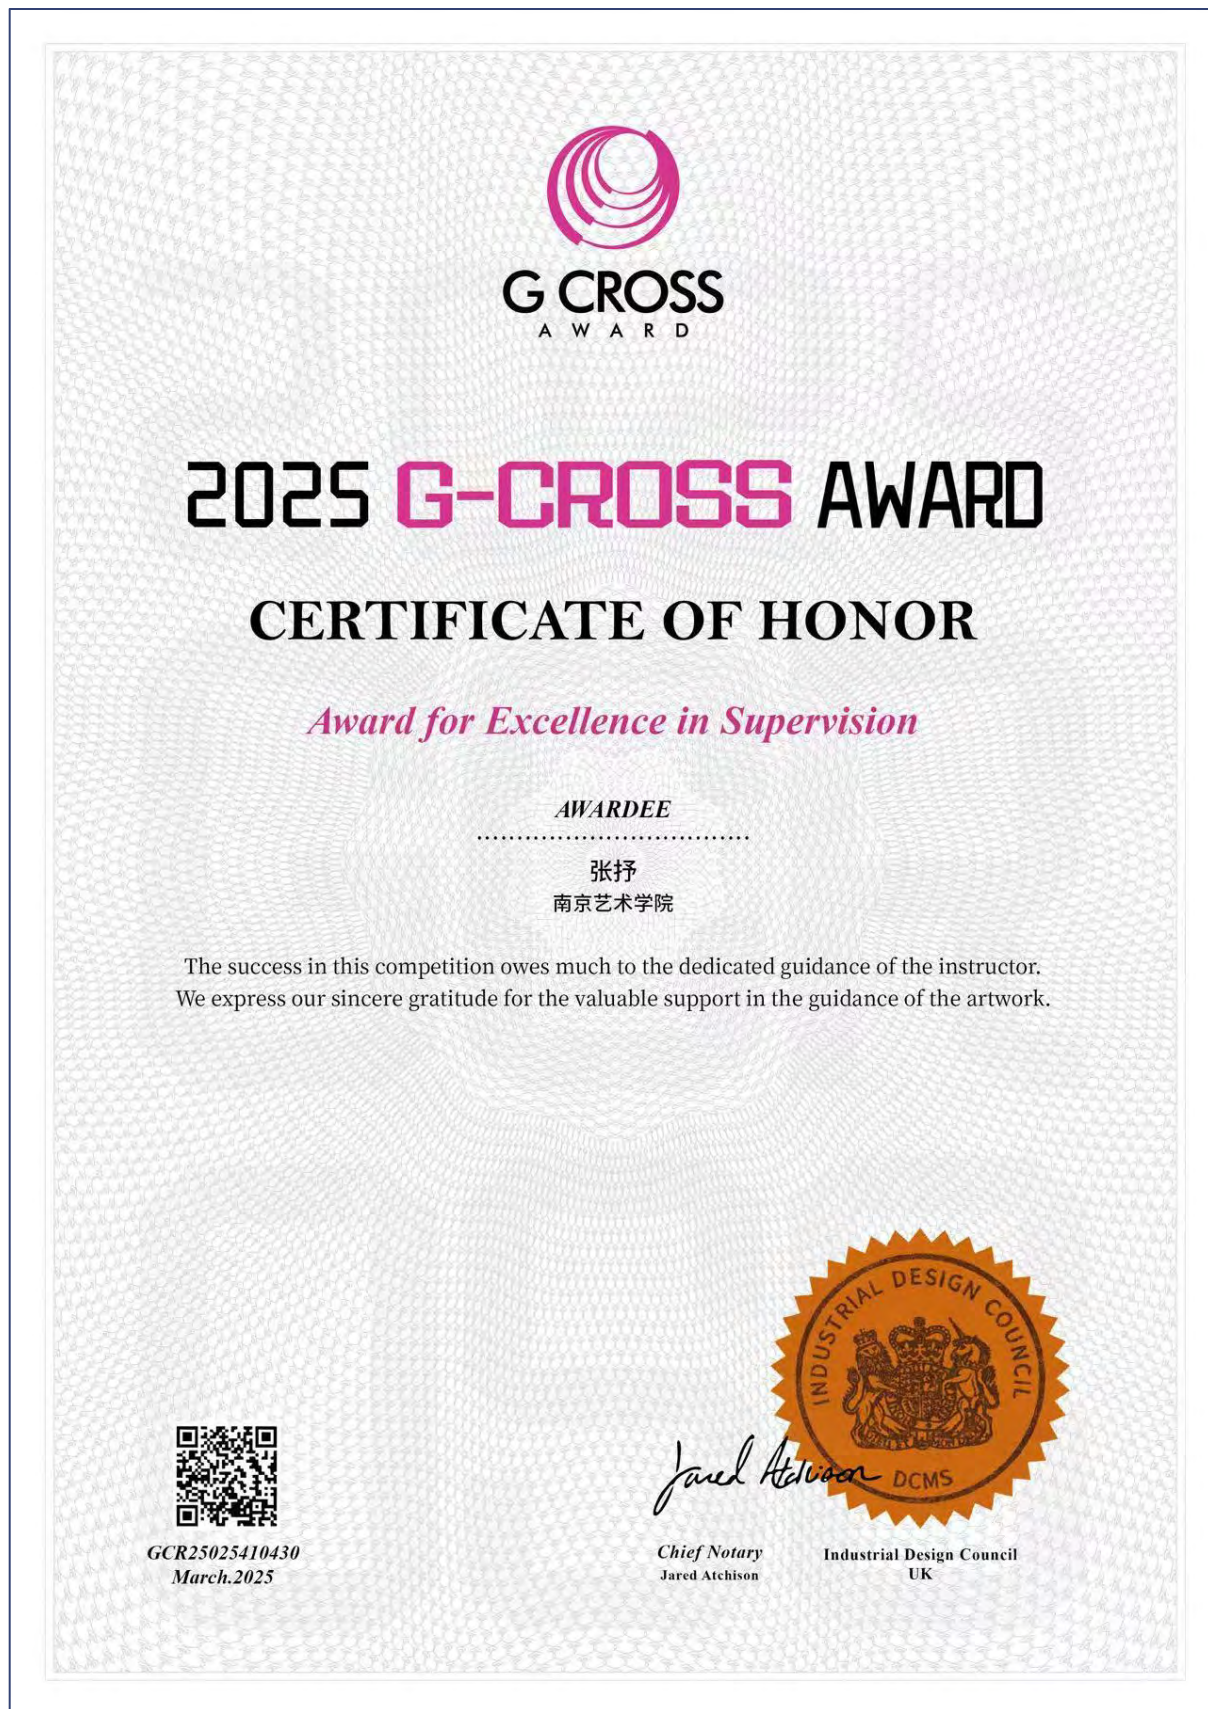 G CROSS
AWARD
2025 G-CROSS AWARD
CERTIFICATE OF HONOR
Award for Excellence in Supervision
AWARDEE
张抒
南京艺术学院
The success in this competition owes much to the dedicated guidance of the instructor.
We express our sincere gratitude for the valuable support in the guidance of the artwork.
INDUSTRIAL DESIGN COUNCIL
DCMS
Jared Atchison
GCR25025410430
March.2025
Chief Notary
Jared Atchison
Industrial Design Council
UK